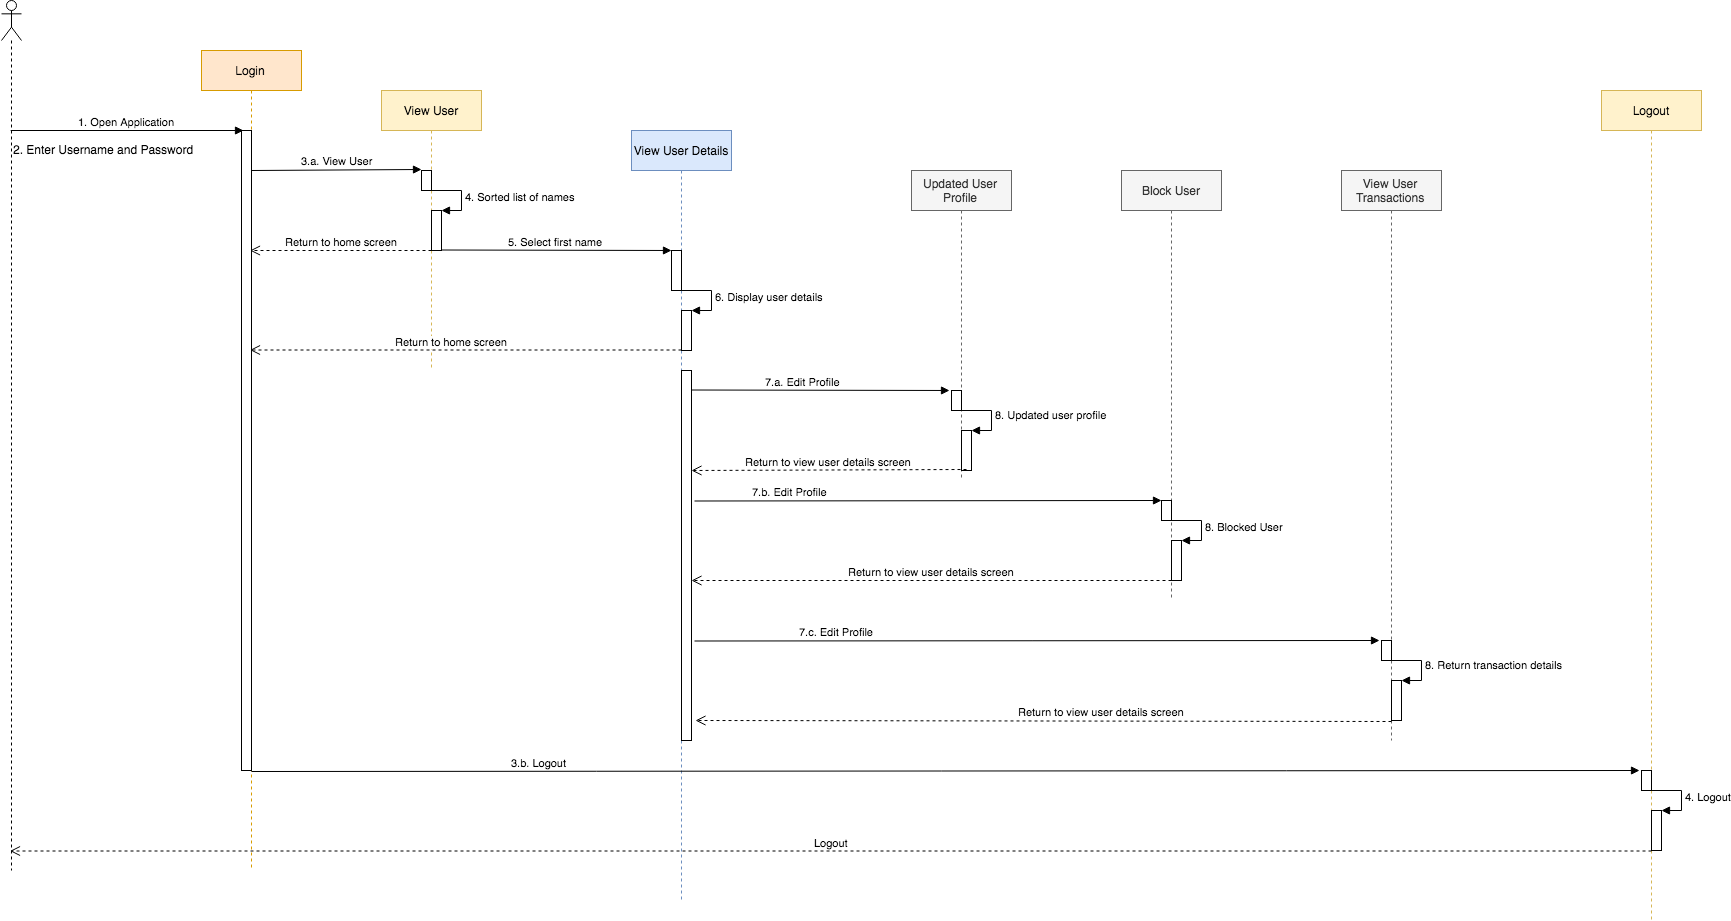 Login
View User
Logout
1. Open Application
2. Enter Username and Password
View User Details
3.a. View User
Updated User
Profile
Block User
View User
Transactions
4. Sorted list of names
Return to home screen
5. Select first name
6. Display user details
Return to home screen
7.a. Edit Profile
8. Updated user profile
Return to view user details screen
7.b. Edit Profile
8. Blocked User
Return to view user details screen
7.c. Edit Profile
8. Return transaction details
Return to view user details screen
3.b. Logout
4. Logout
Logout